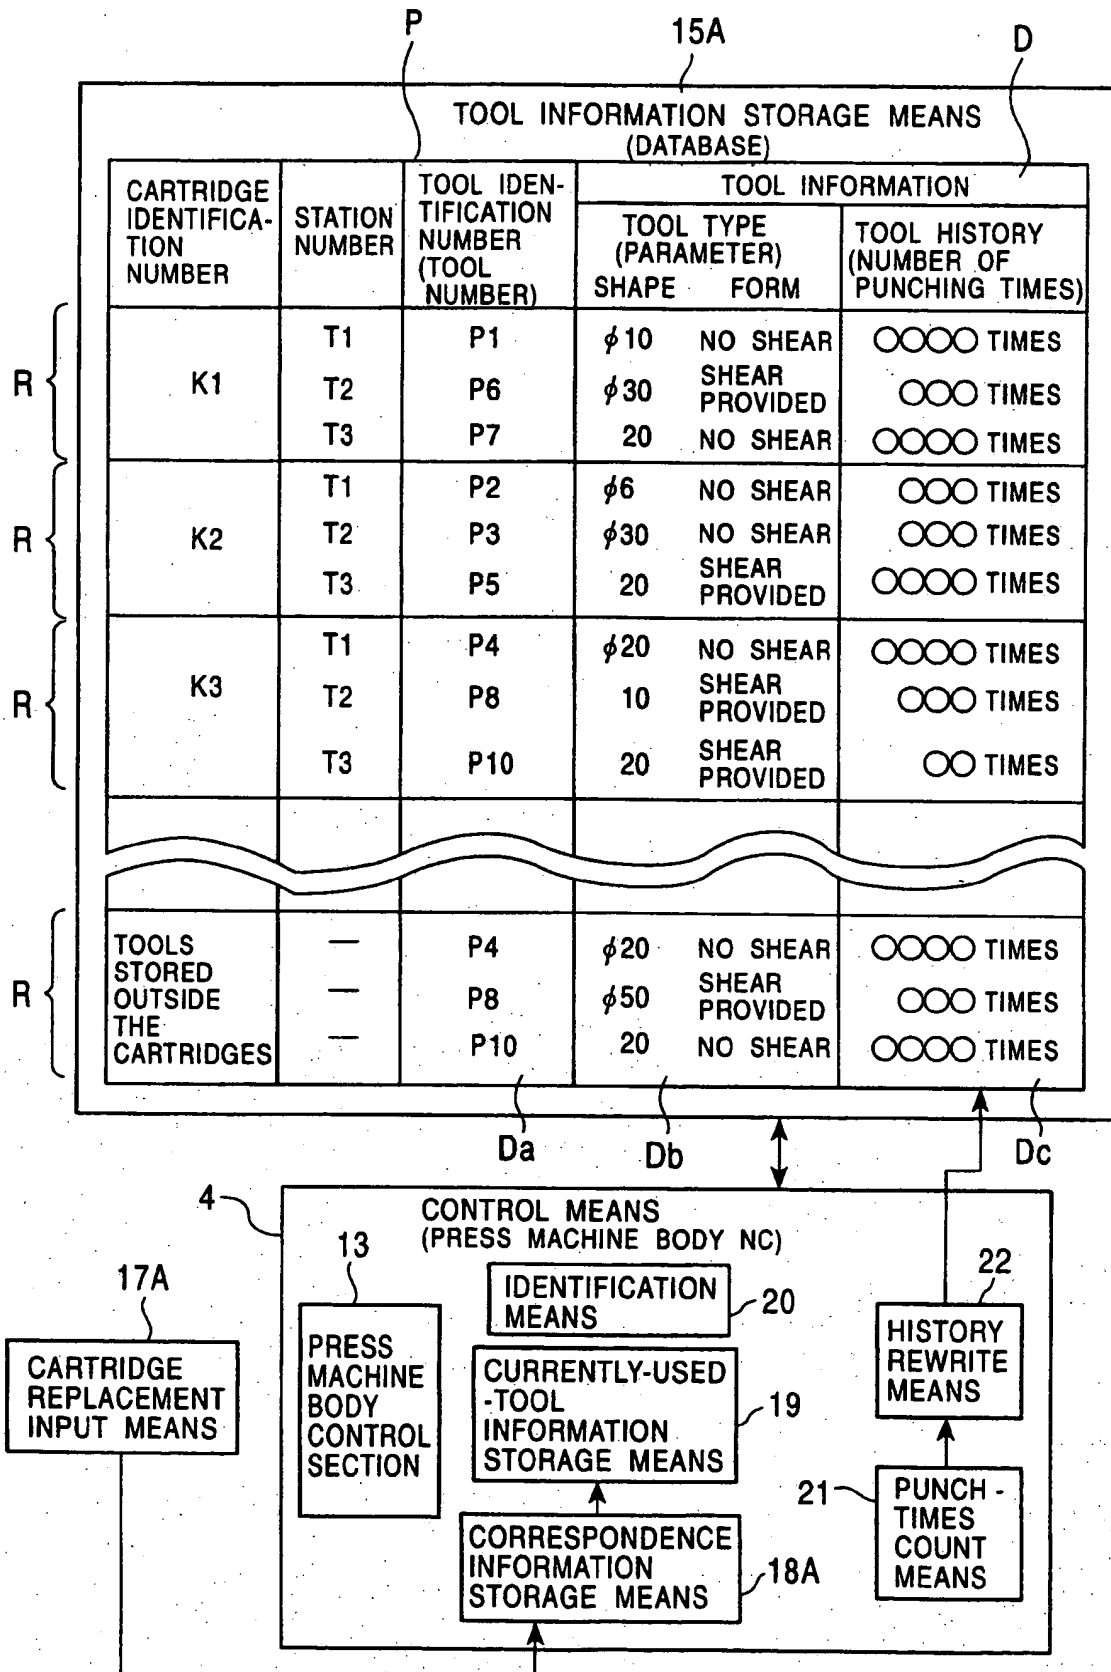 P
15A
D
TOOL INFORMATION STORAGE MEANS
(DATABASE)
CARTRIDGE
IDENTIFICA-
TION
NUMBER
STATION
NUMBER
TOOL IDEN-
TIFICATION
NUMBER
(TOOL
NUMBER)
TOOL INFORMATION
TOOL TYPE
(PARAMETER)
SHAPE FORM
TOOL HISTORY
(NUMBER OF
PUNCHING TIMES)
R
K1
T1 P1 ϕ10 NO SHEAR ○○○○ TIMES
T2 P6 ϕ30 SHEAR PROVIDED ○○○ TIMES
T3 P7 20 NO SHEAR ○○○○ TIMES
R
K2
T1 P2 ϕ6 NO SHEAR ○○○ TIMES
T2 P3 ϕ30 NO SHEAR ○○○ TIMES
T3 P5 20 SHEAR PROVIDED ○○○○ TIMES
R
K3
T1 P4 ϕ20 NO SHEAR ○○○○ TIMES
T2 P8 10 SHEAR PROVIDED ○○○ TIMES
T3 P10 20 SHEAR PROVIDED ○○ TIMES
R
TOOLS
STORED
OUTSIDE
THE
CARTRIDGES
— P4 ϕ20 NO SHEAR ○○○○ TIMES
— P8 ϕ50 SHEAR PROVIDED ○○○ TIMES
— P10 20 NO SHEAR ○○○○ TIMES
Da
Db
Dc
4
CONTROL MEANS
(PRESS MACHINE BODY NC)
13
PRESS
MACHINE
BODY
CONTROL
SECTION
IDENTIFICATION
MEANS
20
CURRENTLY-USED
-TOOL
INFORMATION
STORAGE MEANS
19
CORRESPONDENCE
INFORMATION
STORAGE MEANS
18A
22
HISTORY
REWRITE
MEANS
21
PUNCH-
TIMES
COUNT
MEANS
17A
CARTRIDGE
REPLACEMENT
INPUT MEANS